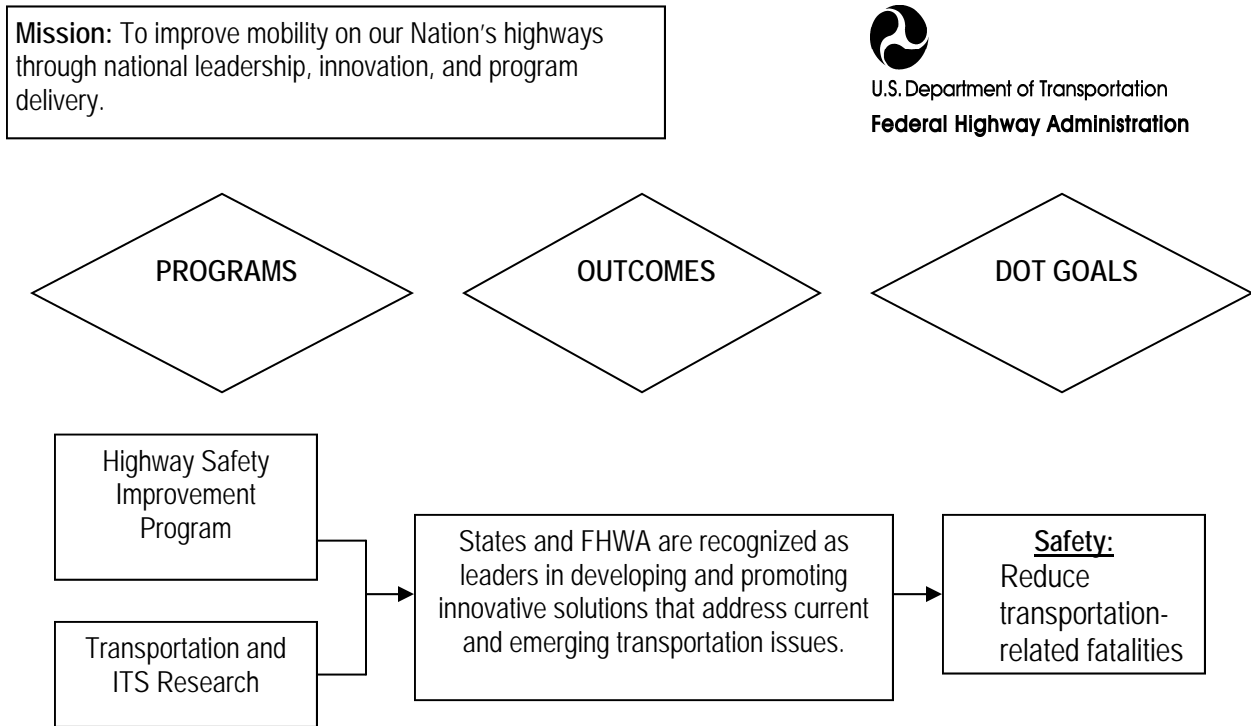 Mission: To improve mobility on our Nation’s highways
through national leadership, innovation, and program
delivery.
U.S. Department of Transportation
Federal Highway Administration
PROGRAMS
OUTCOMES
DOT GOALS
Highway Safety
Improvement
Program
Transportation and
ITS Research
States and FHWA are recognized as
leaders in developing and promoting
innovative solutions that address current
and emerging transportation issues.
Safety:
Reduce
transportation-
related fatalities